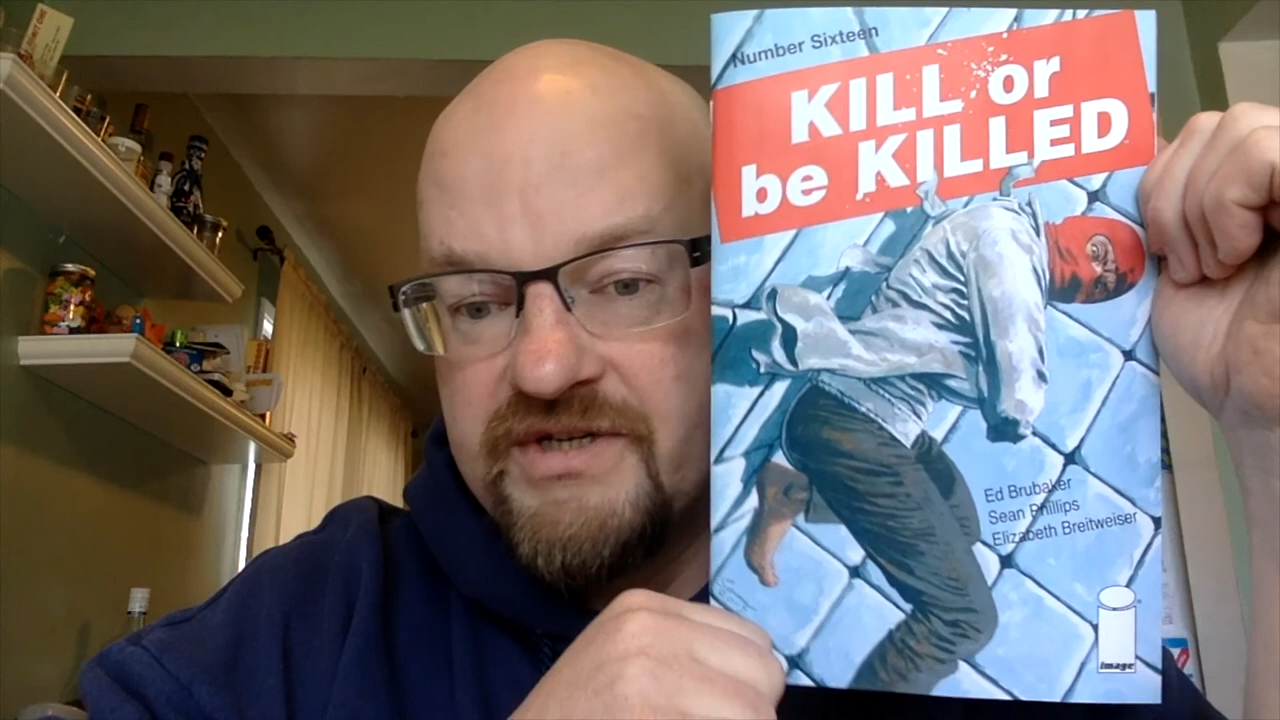 Number Sixteen
KILL or
be KILLED
Ed Brubaker
Sean Phillips
Elizabeth Breitweiser
image